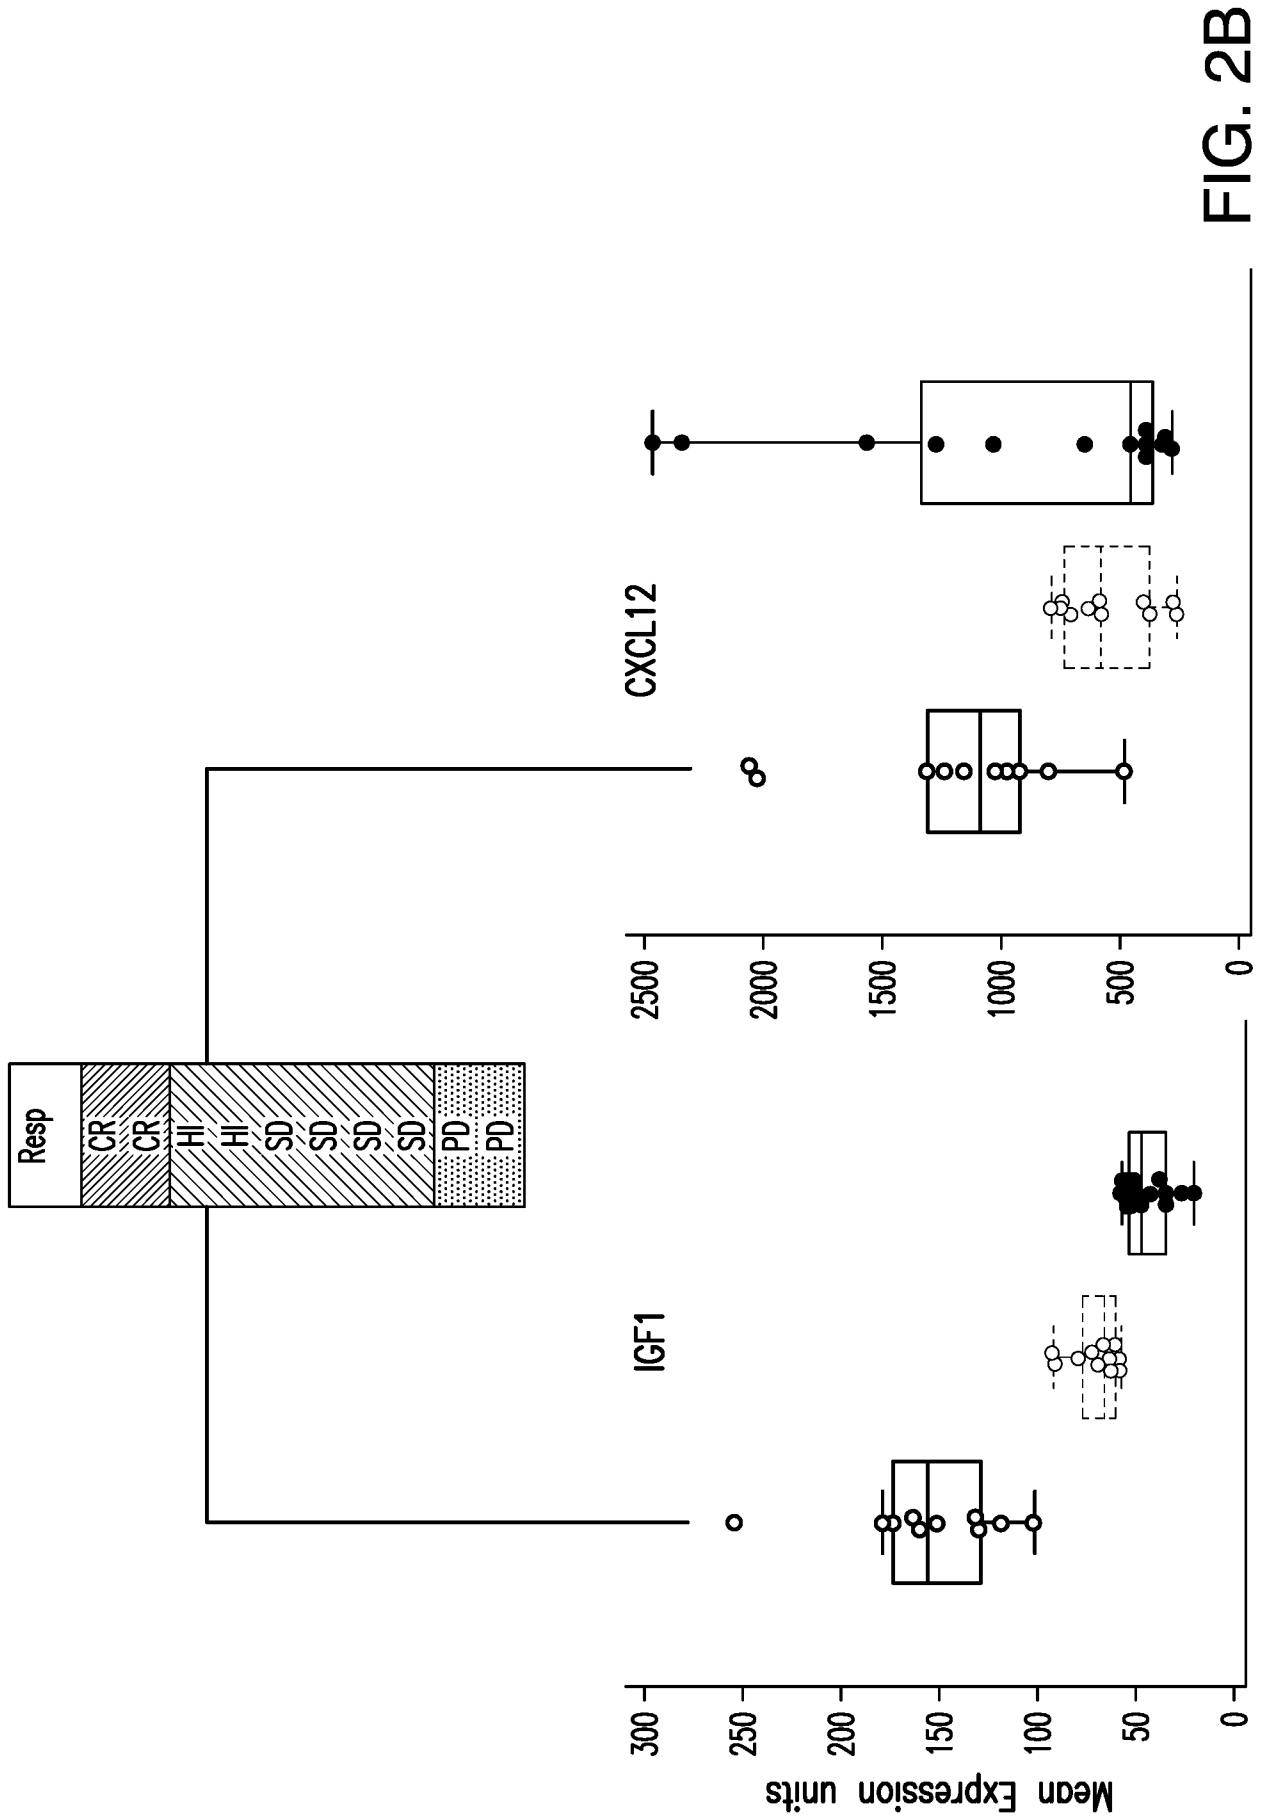 Resp
CR
CR
HI
HI
SD
SD
SD
SD
PD
PD
IGF1
CXCL12
Mean Expression units
300
250
200
150
100
50
0
2500
2000
1500
1000
500
0
FIG. 2B